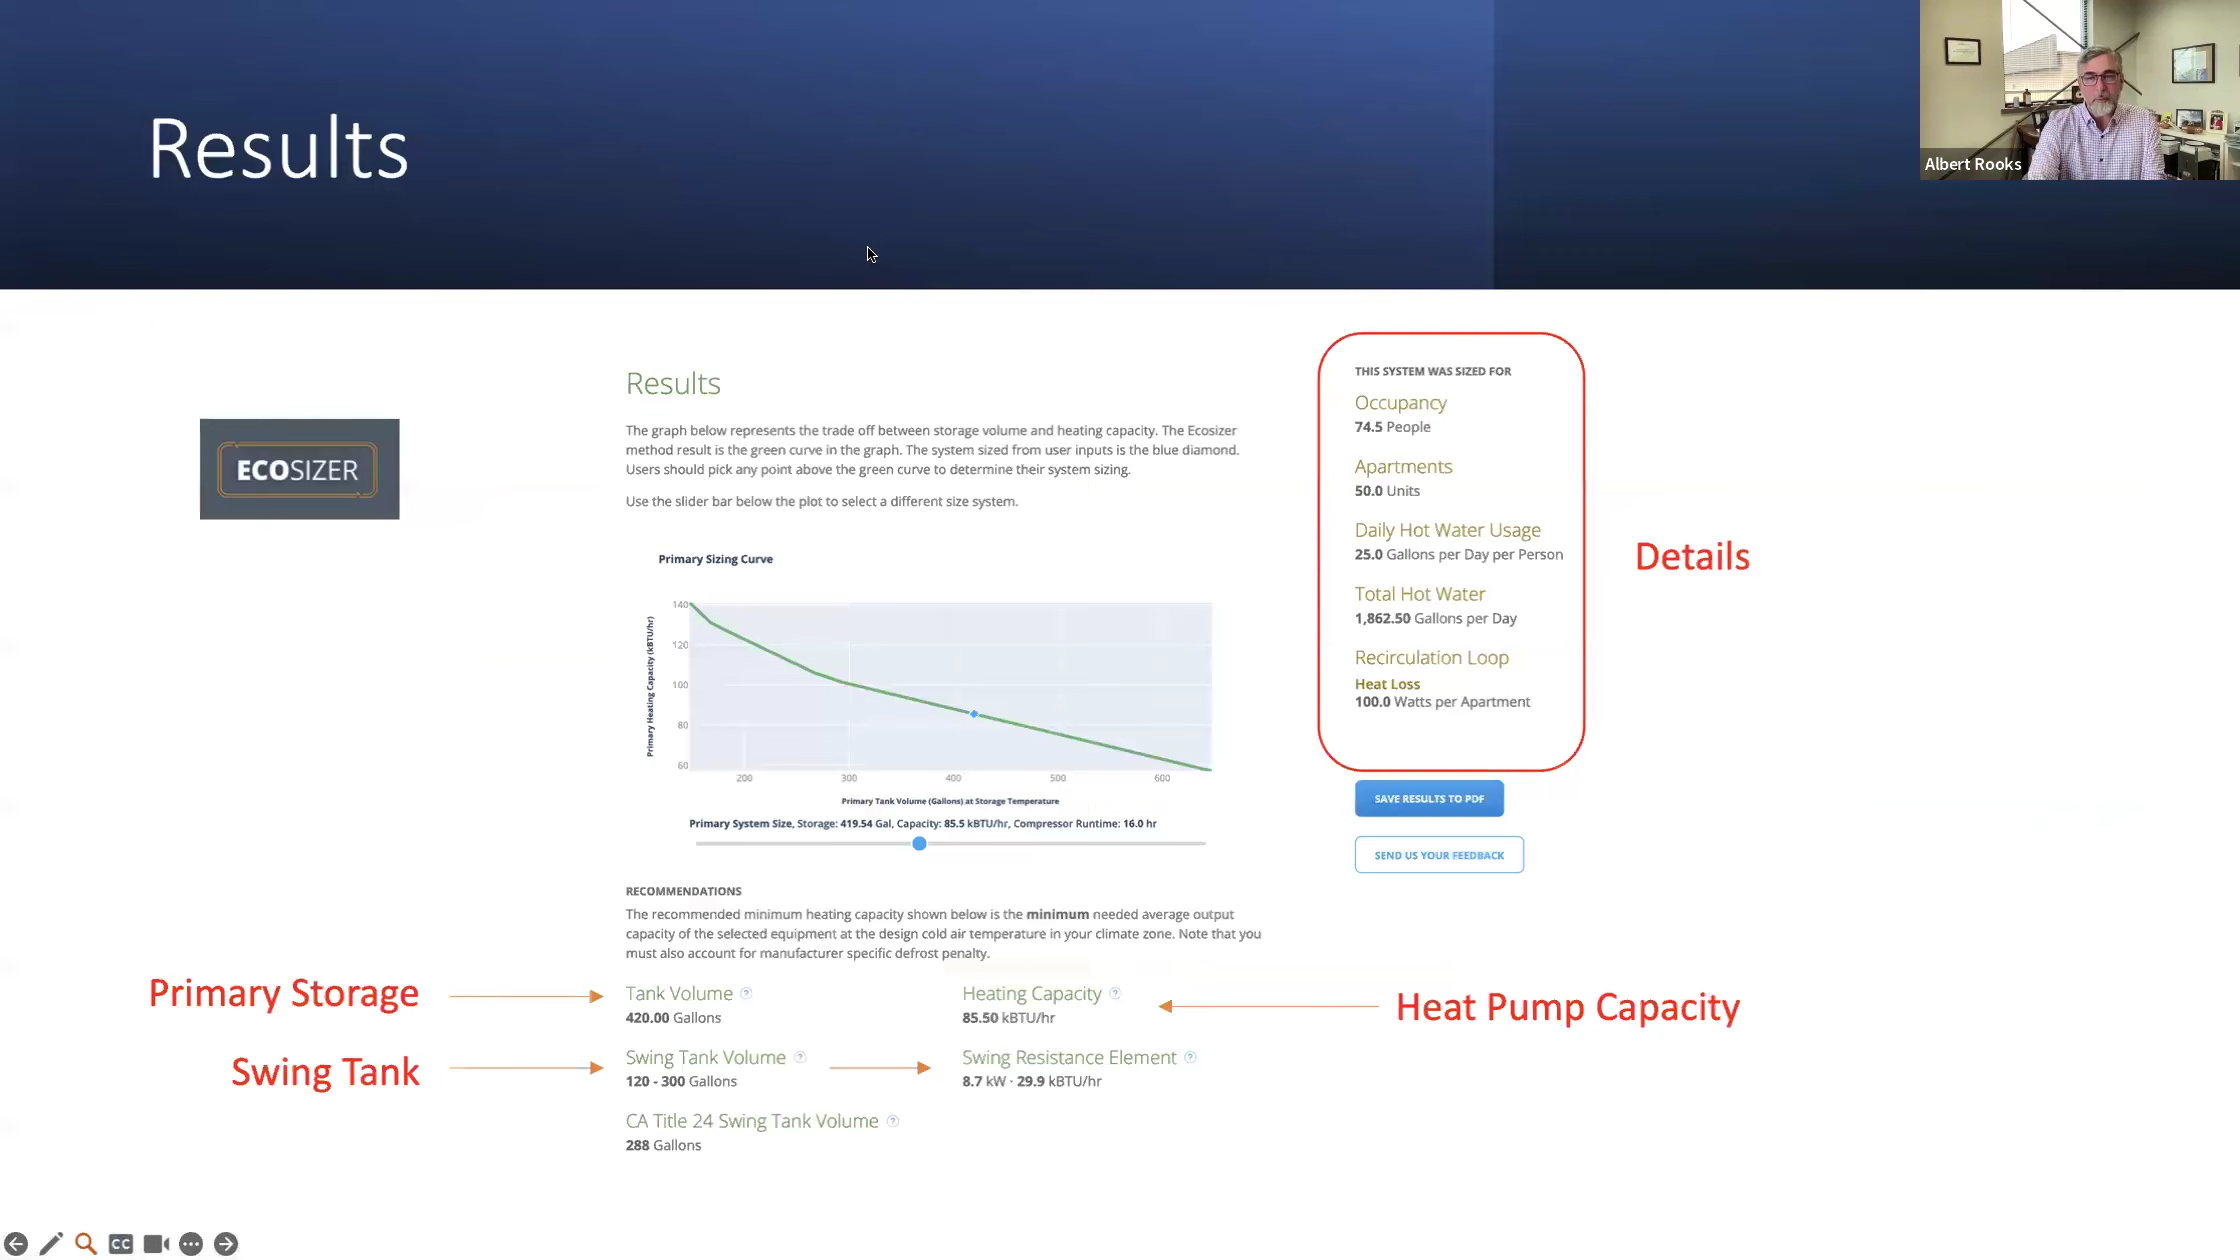 Results
Albert Rooks
ECOSIZER
Results
The graph below represents the trade off between storage volume and heating capacity. The Ecosizer
method result is the green curve in the graph. The system sized from user inputs is the blue diamond.
Users should pick any point above the green curve to determine their system sizing.
Use the slider bar below the plot to select a different size system.
Primary Sizing Curve
Primary Heating Capacity (kBTU/hr)
140
120
100
80
60
200 300 400 500 600
Primary Tank Volume (Gallons) at Storage Temperature
Primary System Size, Storage: 419.54 Gal, Capacity: 85.5 kBTU/hr, Compressor Runtime: 16.0 hr
THIS SYSTEM WAS SIZED FOR
Occupancy
74.5 People
Apartments
50.0 Units
Daily Hot Water Usage
25.0 Gallons per Day per Person
Total Hot Water
1,862.50 Gallons per Day
Recirculation Loop
Heat Loss
100.0 Watts per Apartment
Details
SAVE RESULTS TO PDF
SEND US YOUR FEEDBACK
RECOMMENDATIONS
The recommended minimum heating capacity shown below is the minimum needed average output
capacity of the selected equipment at the design cold air temperature in your climate zone. Note that you
must also account for manufacturer specific defrost penalty.
Primary Storage
Tank Volume ?
420.00 Gallons
Heating Capacity ?
85.50 kBTU/hr
Heat Pump Capacity
Swing Tank
Swing Tank Volume ?
120 - 300 Gallons
Swing Resistance Element ?
8.7 kW · 29.9 kBTU/hr
CA Title 24 Swing Tank Volume ?
288 Gallons
CC